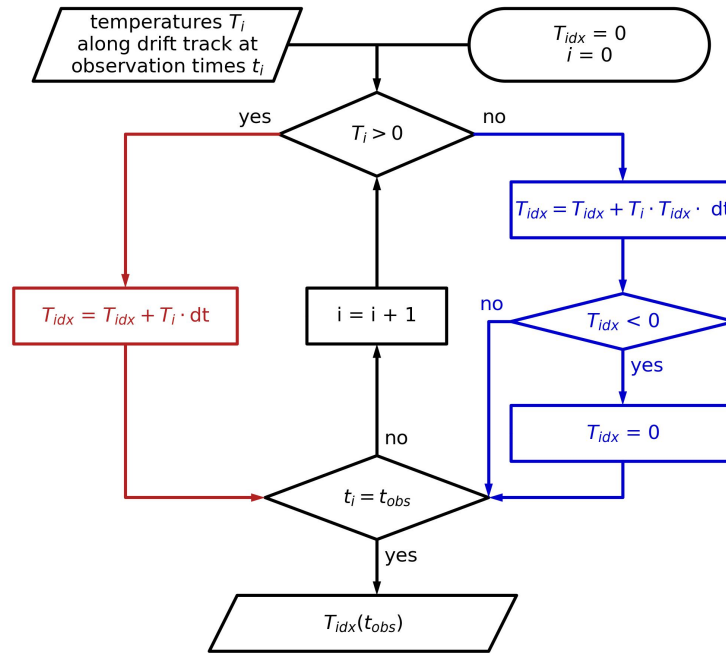 temperatures T_i
along drift track at
observation times t_i
T_idx = 0
i = 0
yes
T_i > 0
no
T_idx = T_idx + T_i · T_idx · dt
T_idx = T_idx + T_i · dt
i = i + 1
no
T_idx < 0
yes
T_idx = 0
no
t_i = t_obs
yes
T_idx(t_obs)